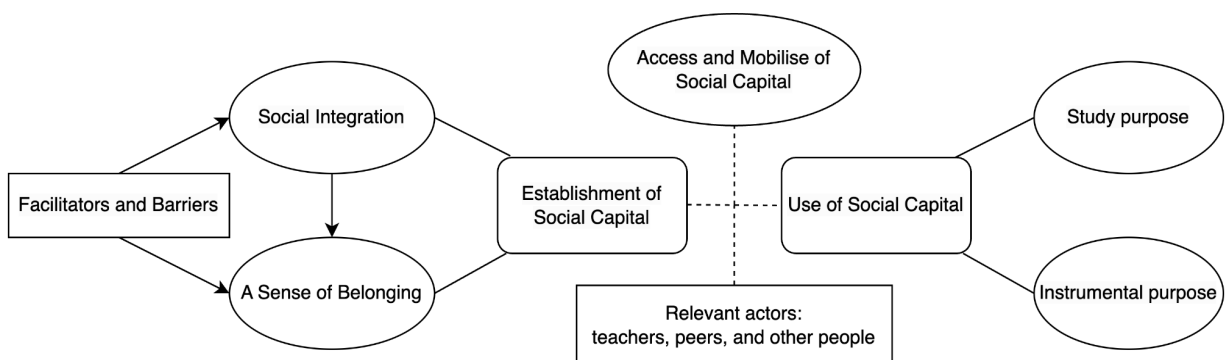 Access and Mobilise of
Social Capital
Social Integration
Study purpose
Facilitators and Barriers
Establishment of
Social Capital
Use of Social Capital
A Sense of Belonging
Instrumental purpose
Relevant actors:
teachers, peers, and other people